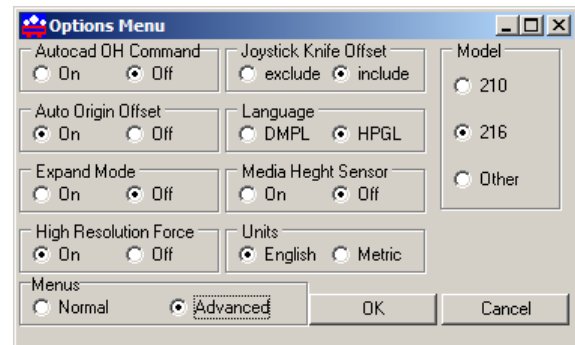 Options Menu
Autocad OH Command
On Off
Joystick Knife Offset
exclude include
Model
210
216
Other
Auto Origin Offset
On Off
Language
DMPL HPGL
Expand Mode
On Off
Media Heght Sensor
On Off
High Resolution Force
On Off
Units
English Metric
Menus
Normal Advanced
OK
Cancel